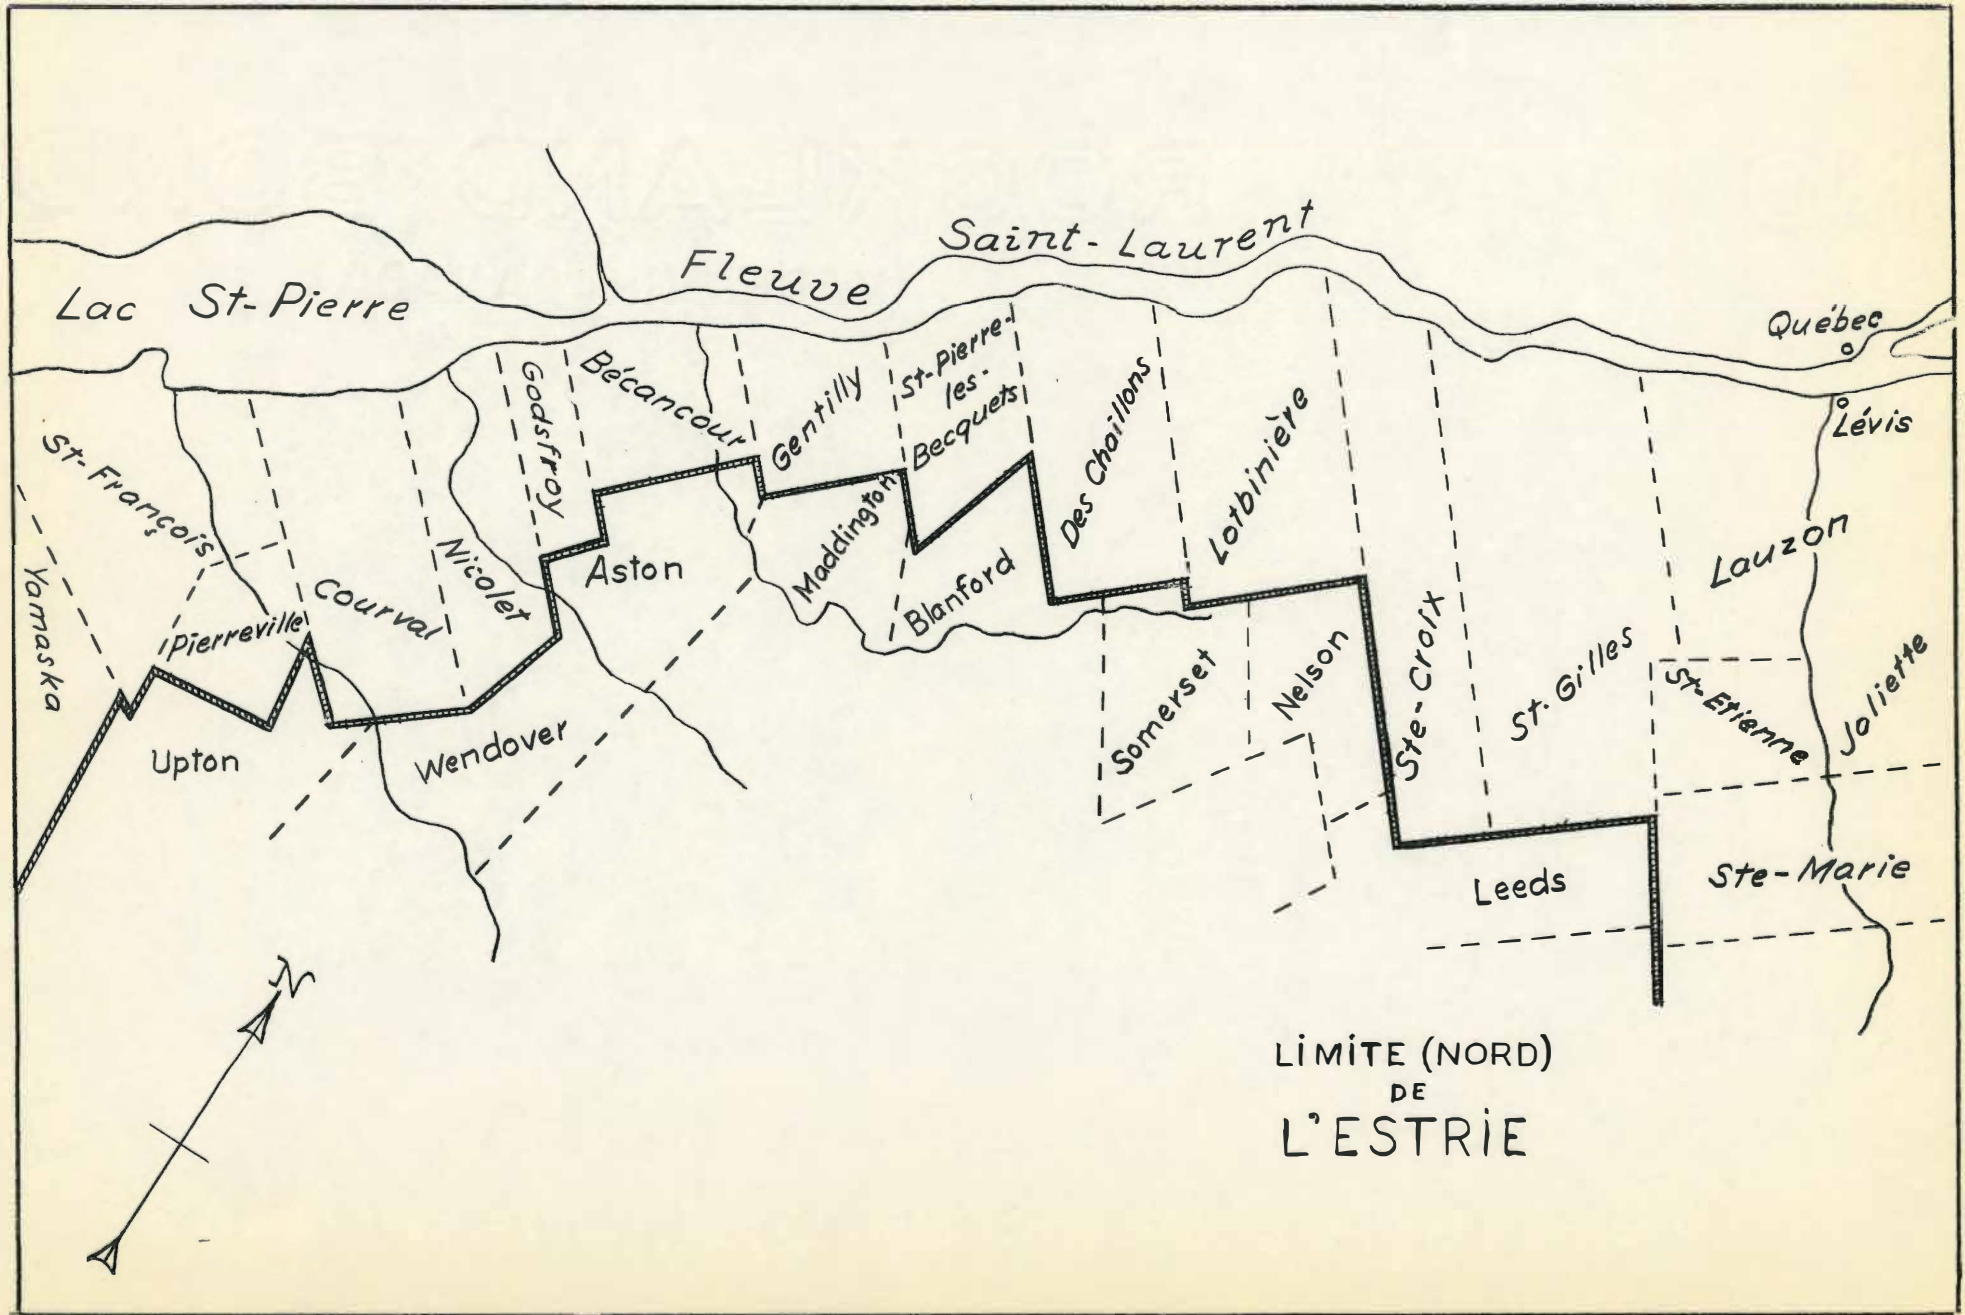 Saint-Laurent
Fleuve
Lac St-Pierre
Québec
Lévis
St-François
Yamaska
Pierreville
Courval
Nicolet
Godsfroy
Bécancour
Gentilly
St-Pierre-
les-
Becquets
Des Chaillons
Lotbinière
Ste-Croix
St-Gilles
Lauzon
St-Etienne
Joliette
Ste-Marie
Upton
Wendover
Aston
Maddington
Blanford
Somerset
Nelson
Leeds
N
LiMiTE (NORD)
DE
L'ESTRiE